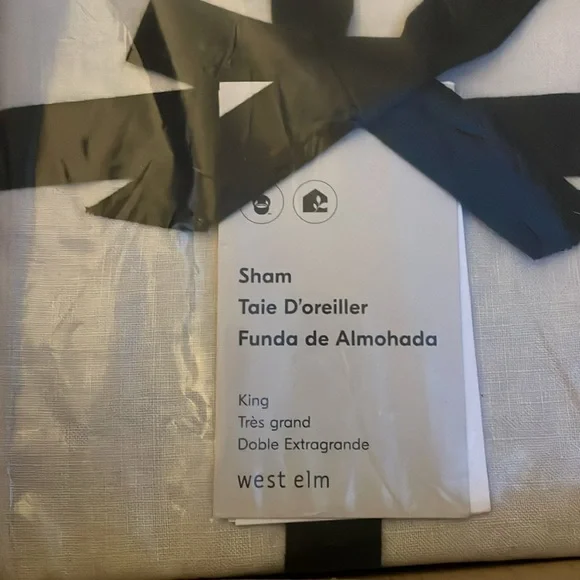 Sham
Taie D'oreiller
Funda de Almohada
King
Très grand
Doble Extragrande
west elm